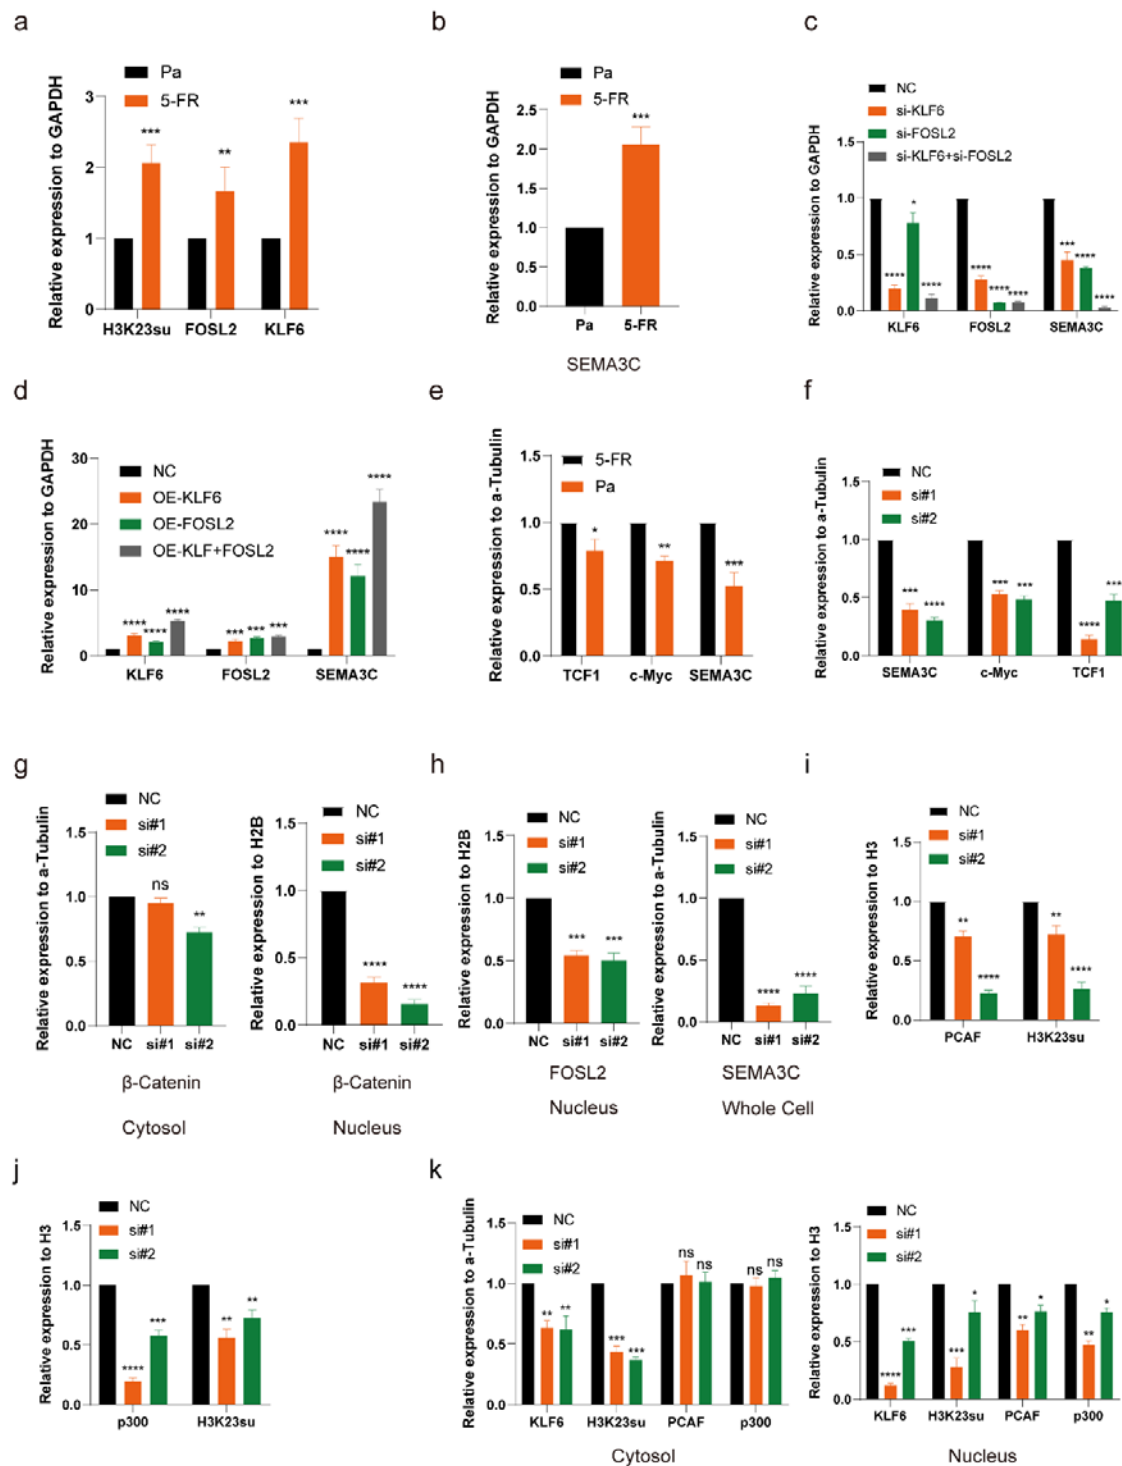 a
Pa
5-FR
Relative expression to GAPDH
3
2
1
0
***
**
***
H3K23su FOSL2 KLF6
b
Pa
5-FR
Relative expression to GAPDH
2.5
2.0
1.5
1.0
0.5
0.0
***
Pa 5-FR
SEMA3C
c
NC
si-KLF6
si-FOSL2
si-KLF6+si-FOSL2
Relative expression to GAPDH
1.5
1.0
0.5
0.0
**** * ****
**** **** ****
*** **** ****
KLF6 FOSL2 SEMA3C
d
NC
OE-KLF6
OE-FOSL2
OE-KLF+FOSL2
Relative expression to GAPDH
30
20
10
0
**** **** ****
*** *** ***
**** **** ****
KLF6 FOSL2 SEMA3C
e
5-FR
Pa
Relative expression to a-Tubulin
1.5
1.0
0.5
0.0
* ** ***
TCF1 c-Myc SEMA3C
f
NC
si#1
si#2
Relative expression to a-Tubulin
1.5
1.0
0.5
0.0
*** ****
*** ***
**** ***
SEMA3C c-Myc TCF1
g
NC
si#1
si#2
Relative expression to a-Tubulin
1.5
1.0
0.5
0.0
ns **
NC si#1 si#2
β-Catenin
Cytosol
NC
si#1
si#2
Relative expression to H2B
1.5
1.0
0.5
0.0
**** ****
NC si#1 si#2
β-Catenin
Nucleus
h
NC
si#1
si#2
Relative expression to H2B
1.5
1.0
0.5
0.0
*** ***
NC si#1 si#2
FOSL2
Nucleus
NC
si#1
si#2
Relative expression to a-Tubulin
1.5
1.0
0.5
0.0
**** ****
NC si#1 si#2
SEMA3C
Whole Cell
i
NC
si#1
si#2
Relative expression to H3
1.5
1.0
0.5
0.0
** ****
** ****
PCAF H3K23su
j
NC
si#1
si#2
Relative expression to H3
1.5
1.0
0.5
0.0
**** ***
** **
p300 H3K23su
k
NC
si#1
si#2
Relative expression to a-Tubulin
1.5
1.0
0.5
0.0
** **
*** ***
ns ns
ns ns
KLF6 H3K23su PCAF p300
Cytosol
NC
si#1
si#2
Relative expression to H3
1.5
1.0
0.5
0.0
**** ***
*** *
** *
** *
KLF6 H3K23su PCAF p300
Nucleus